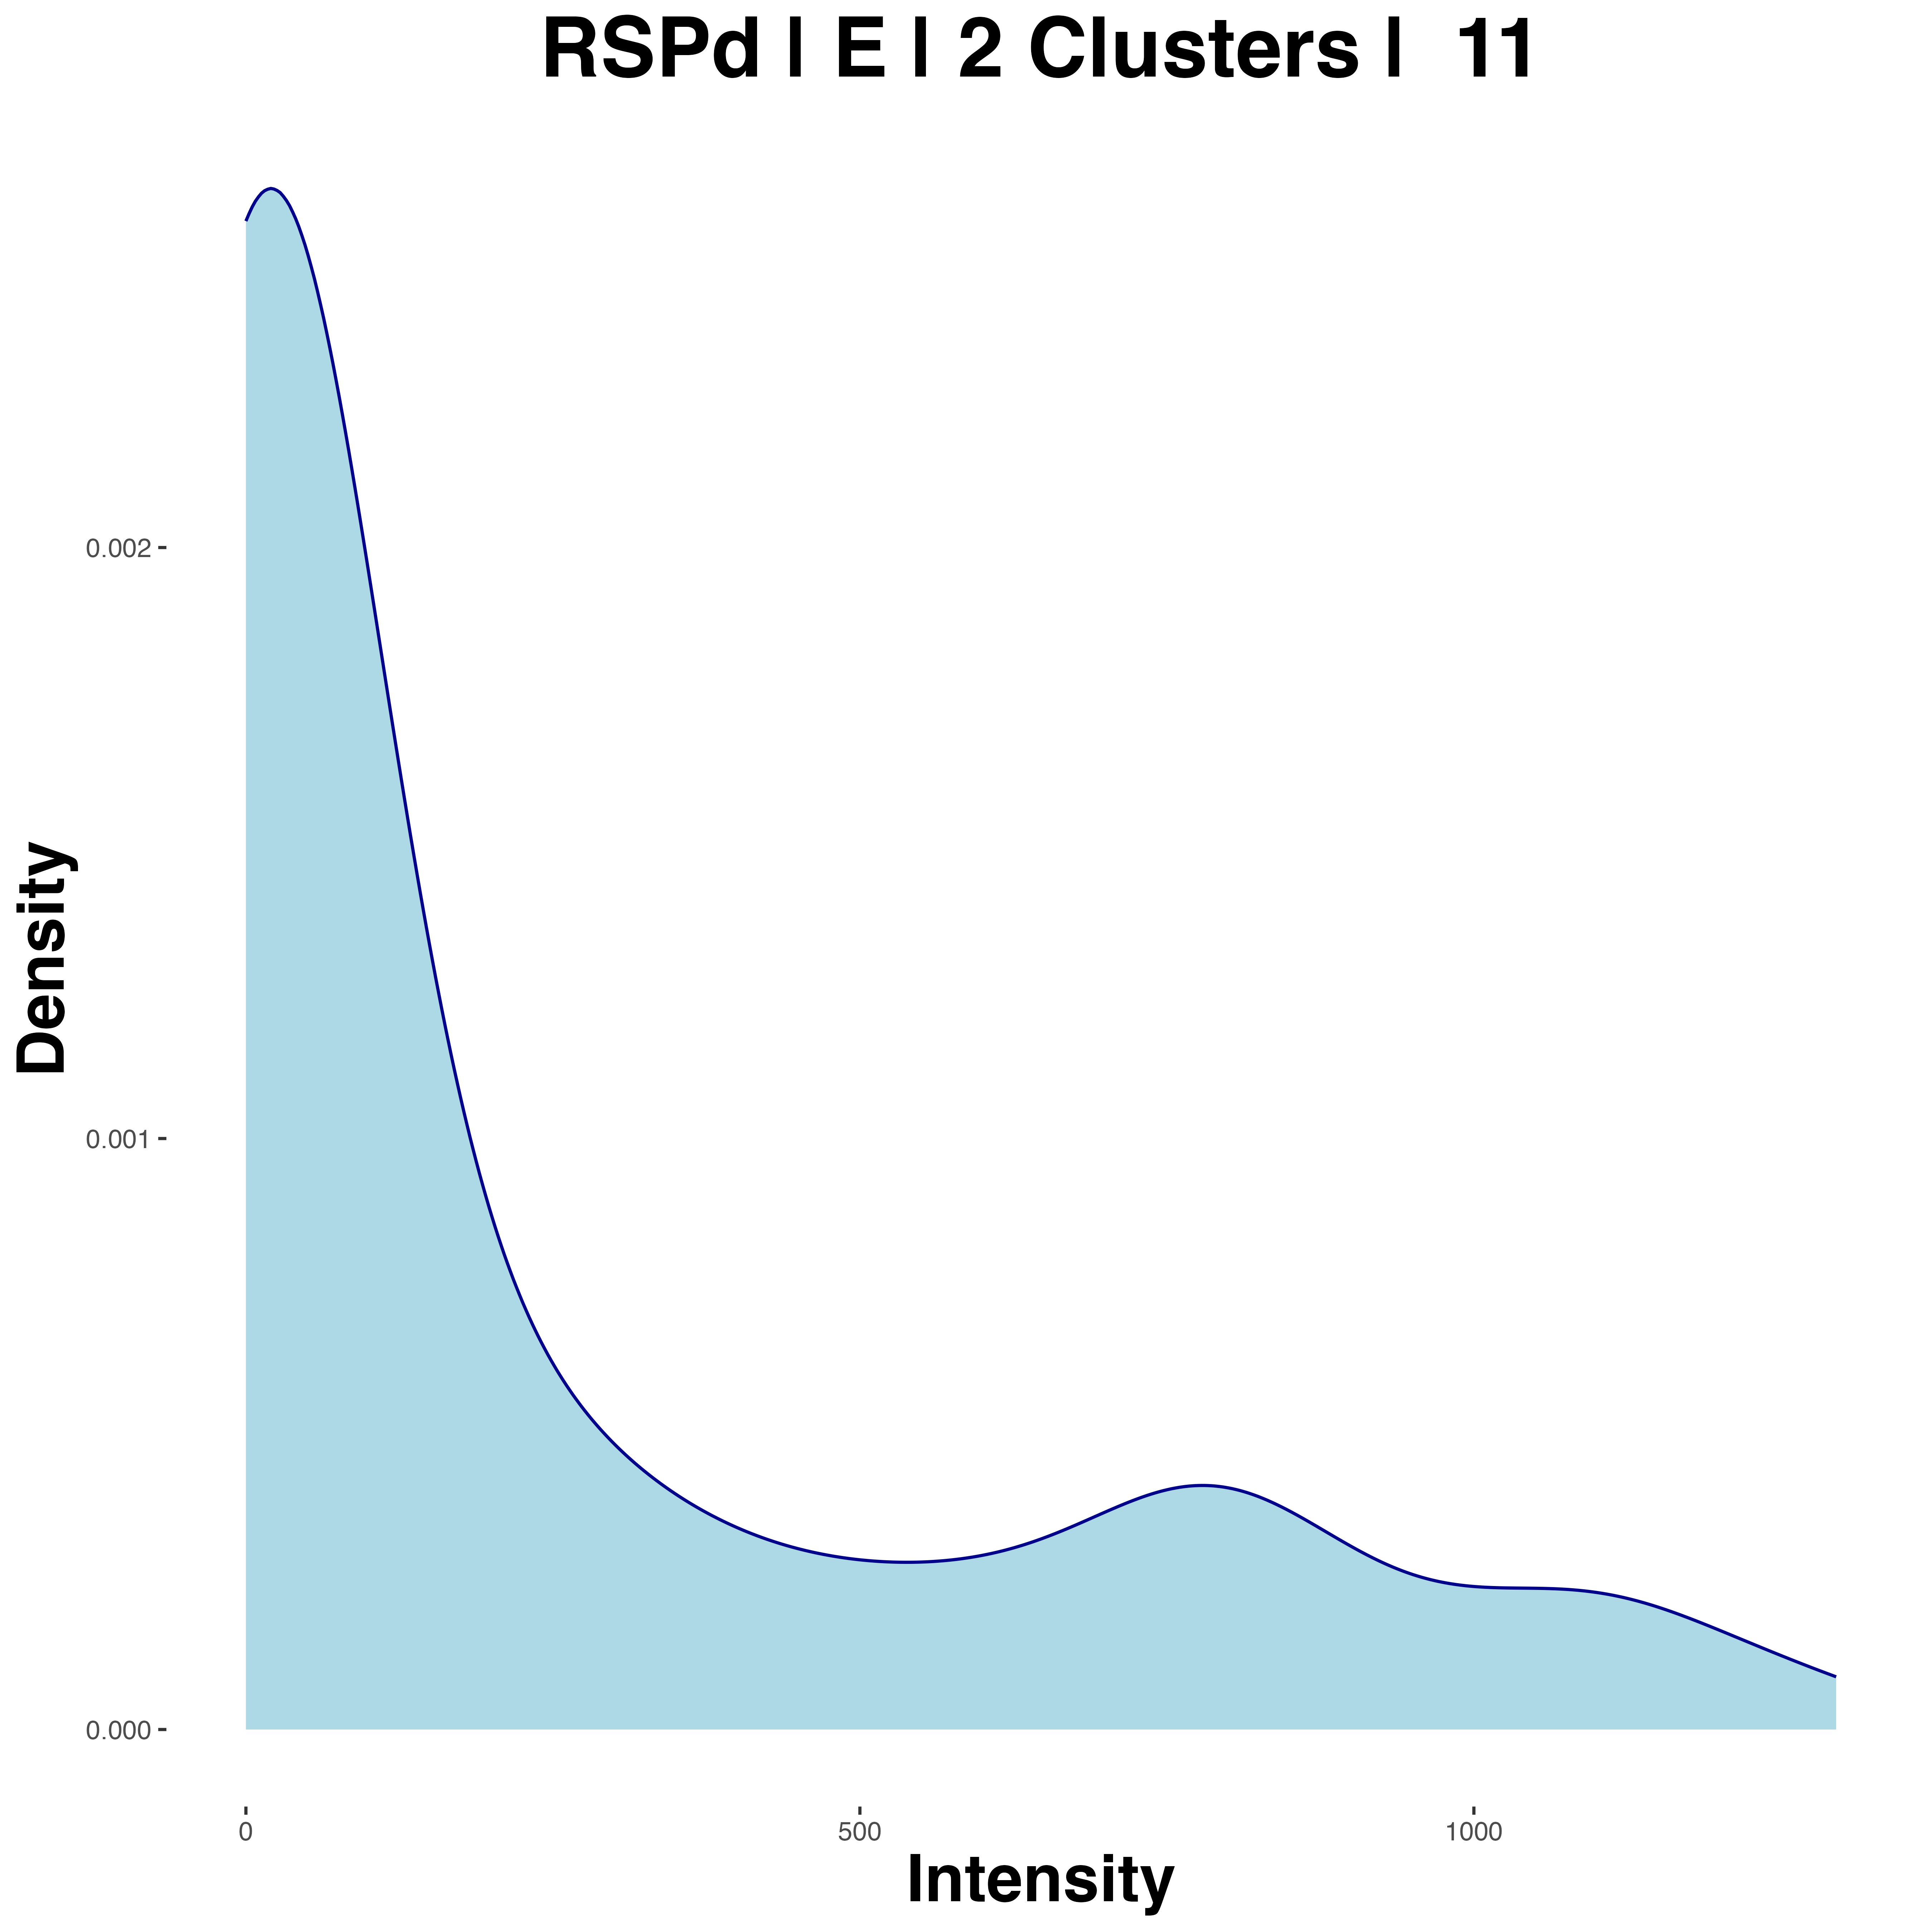 RSPd | E | 2 Clusters | 11
Density
0.002
0.001
0.000
0
500
1000
Intensity